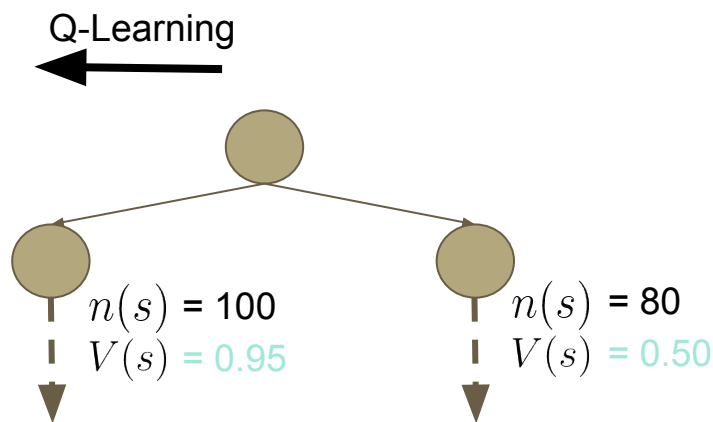 Q-Learning
n(s) = 100
V(s) = 0.95
n(s) = 80
V(s) = 0.50